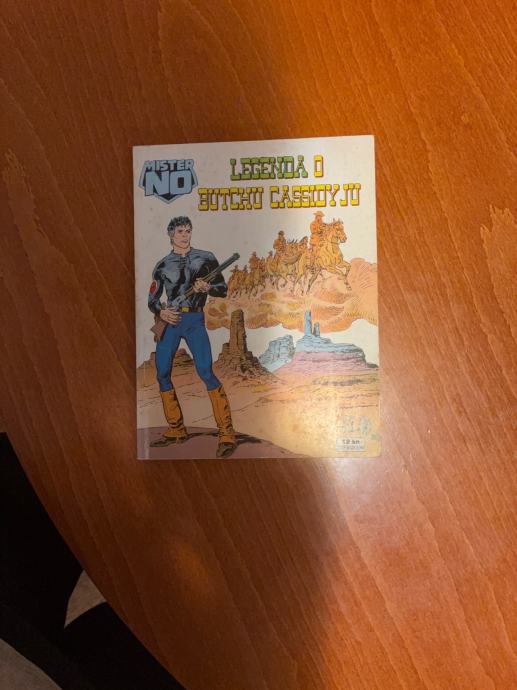 MISTER
NO
LEGENDA O
BUTCHU CASSIDYJU